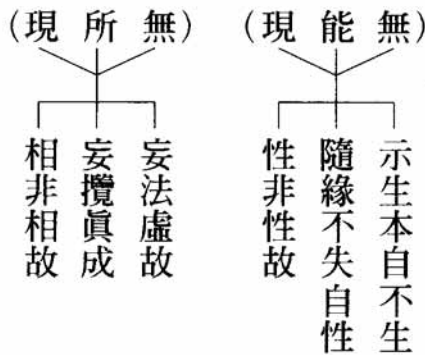 （無能現）
示生本自不生
隨緣不失自性
性非性故
（無所現）
妄法虛故
妄攬眞成
相非相故